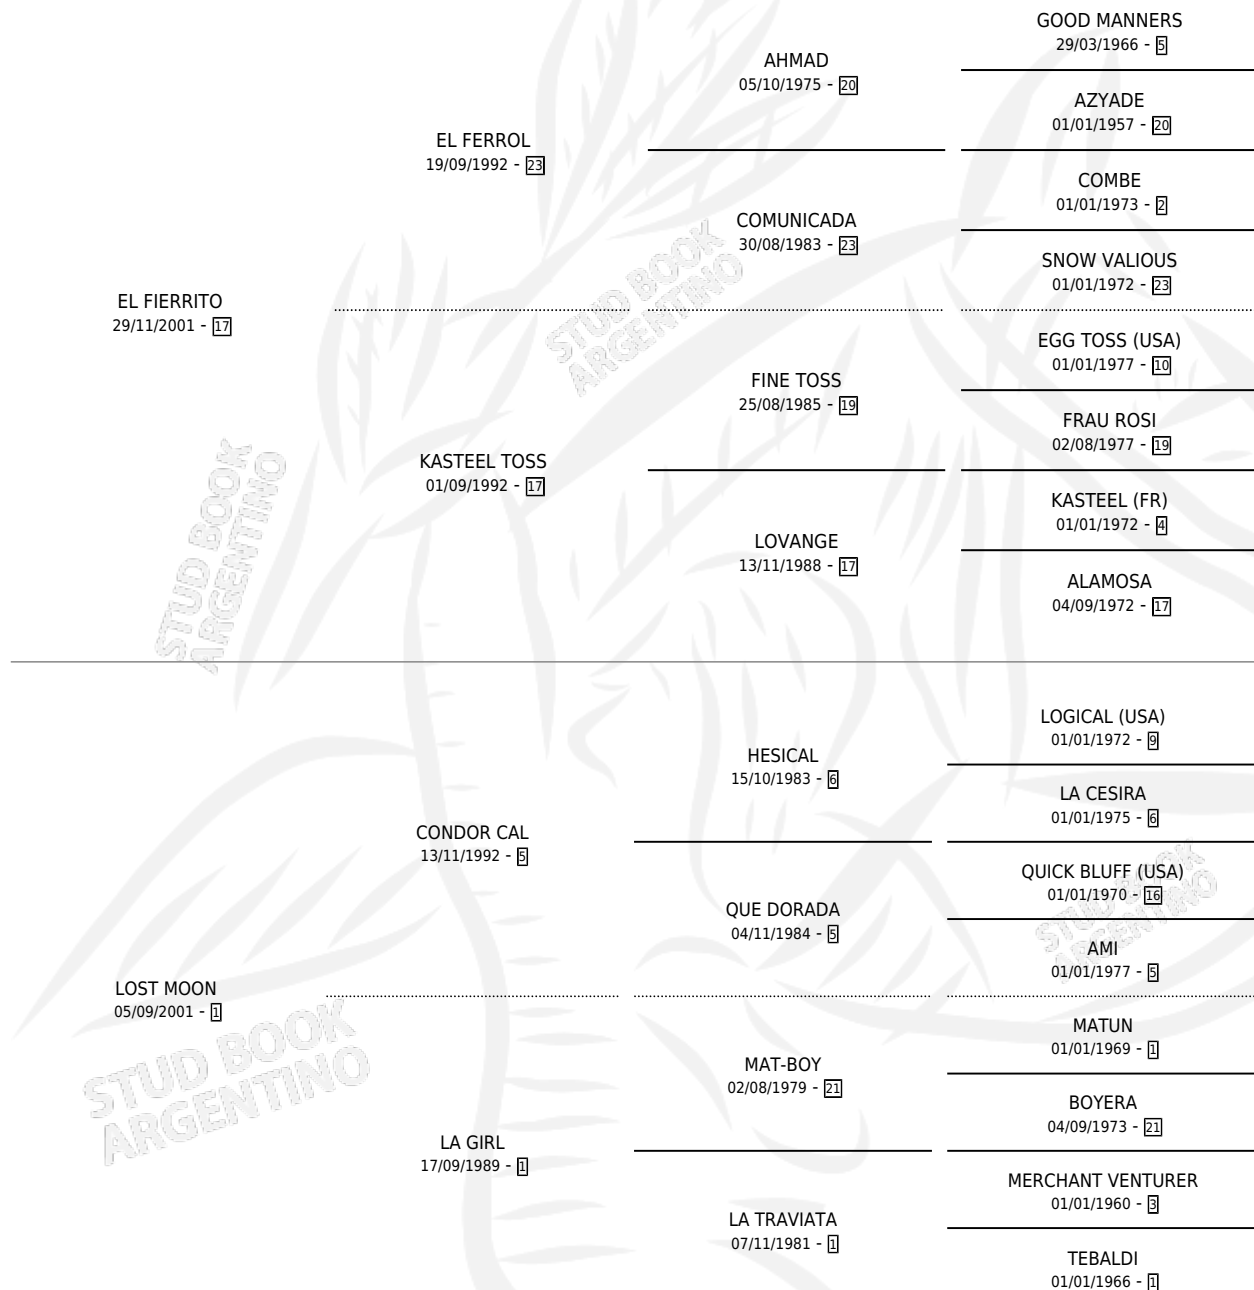 GOOD MANNERS
29/03/1966 - 5
AHMAD
05/10/1975 - 20
AZYADE
01/01/1957 - 20
EL FERROL
19/09/1992 - 23
COMBE
01/01/1973 - 2
COMUNICADA
30/08/1983 - 23
SNOW VALIOUS
01/01/1972 - 23
EL FIERRITO
29/11/2001 - 17
EGG TOSS (USA)
01/01/1977 - 10
FINE TOSS
25/08/1985 - 19
FRAU ROSI
02/08/1977 - 19
KASTEEL TOSS
01/09/1992 - 17
KASTEEL (FR)
01/01/1972 - 4
LOVANGE
13/11/1988 - 17
ALAMOSA
04/09/1972 - 17
LOGICAL (USA)
01/01/1972 - 9
HESICAL
15/10/1983 - 6
LA CESIRA
01/01/1975 - 6
CONDOR CAL
13/11/1992 - 5
QUICK BLUFF (USA)
01/01/1970 - 16
QUE DORADA
04/11/1984 - 5
AMI
01/01/1977 - 5
LOST MOON
05/09/2001 - 1
MATUN
01/01/1969 - 1
MAT-BOY
02/08/1979 - 21
BOYERA
04/09/1973 - 21
LA GIRL
17/09/1989 - 1
MERCHANT VENTURER
01/01/1960 - 3
LA TRAVIATA
07/11/1981 - 1
TEBALDI
01/01/1966 - 1
STUD BOOK
ARGENTINO
STUD BOOK
ARGENTINO
STUD BOOK
ARGENTINO
STUD BOOK
ARGENTINO